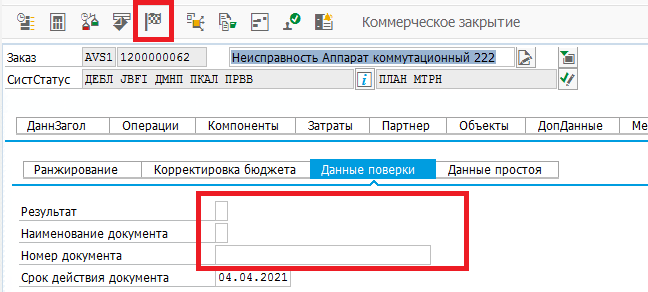 Коммерческое закрытие
Заказ AVS1 1200000062 Неисправность Аппарат коммутационный 222
СистСтатус ДЕБЛ JBFI ДМНП ПКАЛ ПРВВ ПЛАН МТРН
ДаннЗагол Операции Компоненты Затраты Партнер Объекты ДопДанные Ме
Ранжирование Корректировка бюджета Данные поверки Данные простоя
Результат
Наименование документа
Номер документа
Срок действия документа 04.04.2021